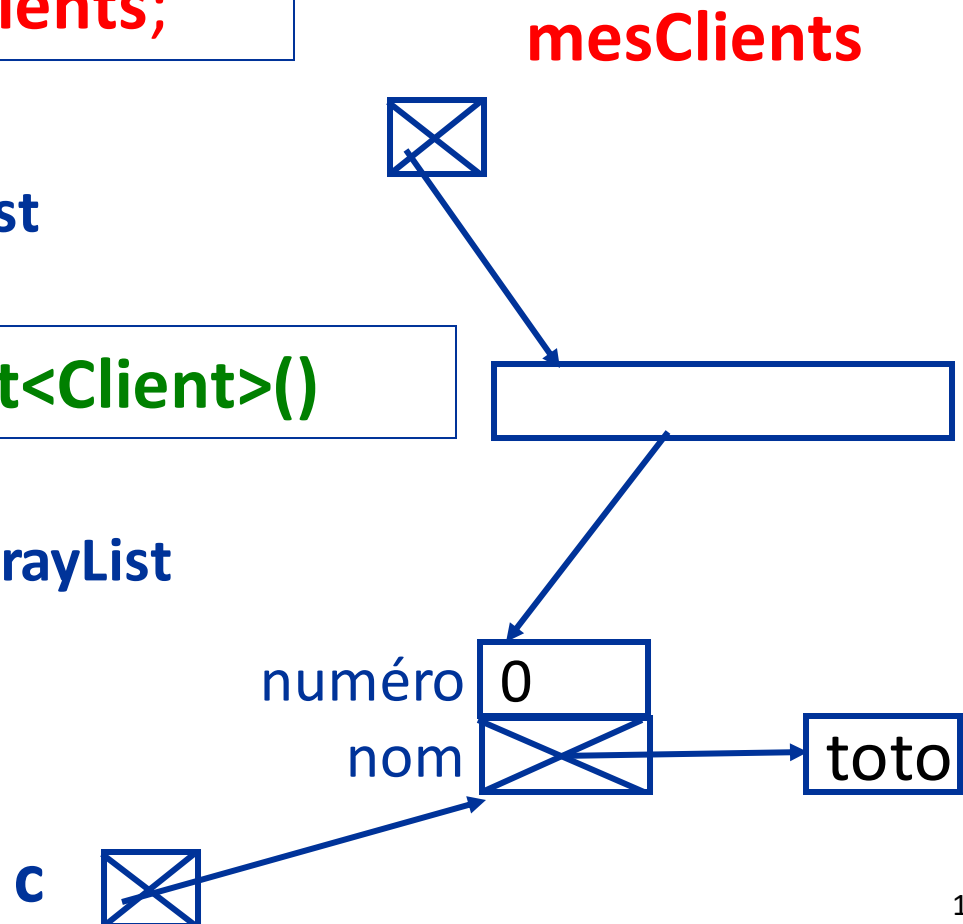 ients;
mesClients
st
t<Client>()
rayList
numéro 0
nom toto
c
1